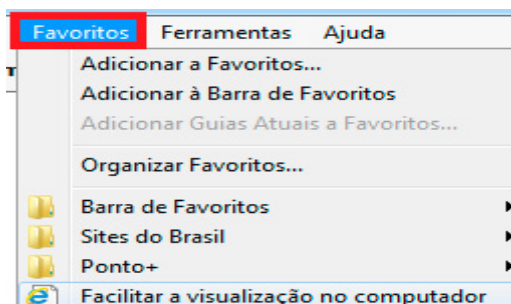 Favoritos Ferramentas Ajuda
Adicionar a Favoritos...
Adicionar à Barra de Favoritos
Adicionar Guias Atuais a Favoritos...
Organizar Favoritos...
Barra de Favoritos
Sites do Brasil
Ponto+
Facilitar a visualização no computador